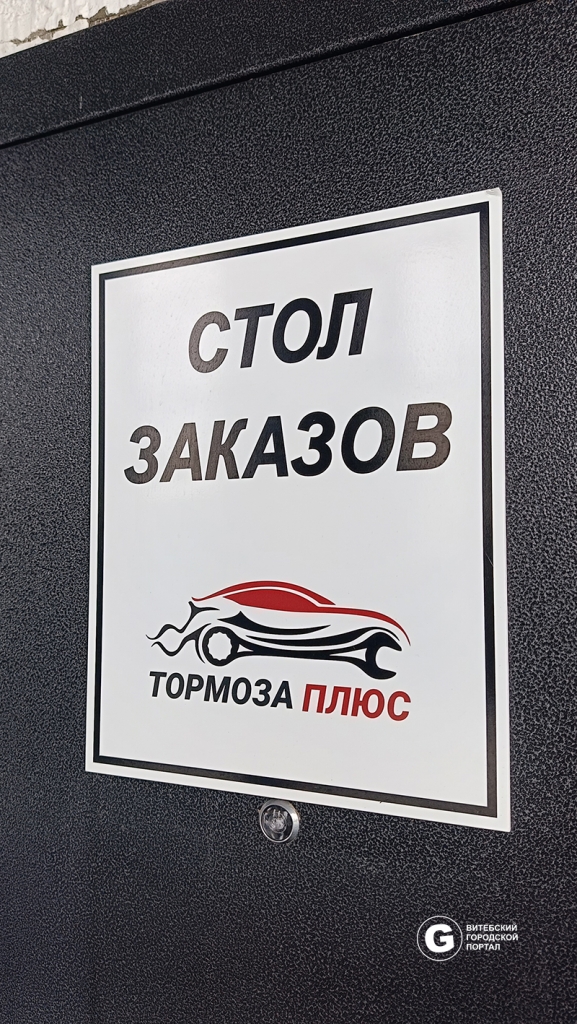 СТОЛ
ЗАКАЗОВ
ТОРМОЗА ПЛЮС
G
ВИТЕБСКИЙ
ГОРОДСКОЙ
ПОРТАЛ